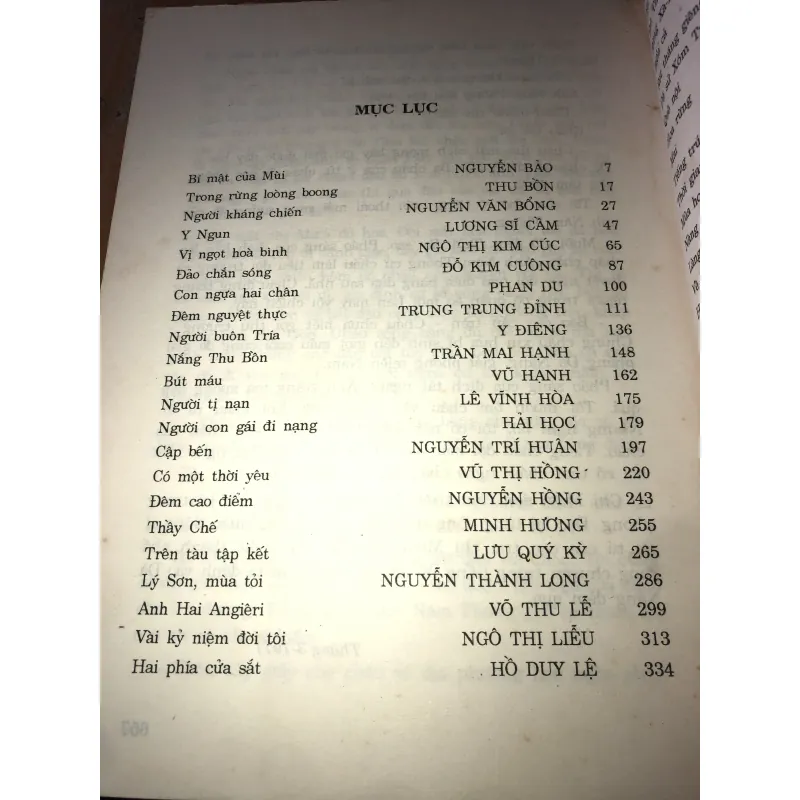 MỤC LỤC
Bí mật của Mùi NGUYỄN BẢO 7
Trong rừng loòng boong THU BỒN 17
Người kháng chiến NGUYỄN VĂN BỔNG 27
Y Ngun LƯƠNG SĨ CẦM 47
Vị ngọt hoà bình NGÔ THỊ KIM CÚC 65
Đảo chắn sóng ĐỖ KIM CUÔNG 87
Con ngựa hai chân PHAN DU 100
Đêm nguyệt thực TRUNG TRUNG ĐỈNH 111
Người buôn Tría Y ĐIÊNG 136
Nắng Thu Bồn TRẦN MAI HẠNH 148
Bút máu VŨ HẠNH 162
Người tị nạn LÊ VĨNH HÒA 175
Người con gái đi nạng HẢI HỌC 179
Cập bến NGUYỄN TRÍ HUÂN 197
Có một thời yêu VŨ THỊ HỒNG 220
Đêm cao điểm NGUYỄN HỒNG 243
Thầy Chế MINH HƯƠNG 255
Trên tàu tập kết LƯU QUÝ KỲ 265
Lý Sơn, mùa tỏi NGUYỄN THÀNH LONG 286
Anh Hai Angiêri VÕ THU LỄ 299
Vài kỷ niệm đời tôi NGÔ THỊ LIỄU 313
Hai phía cửa sắt HỒ DUY LỆ 334